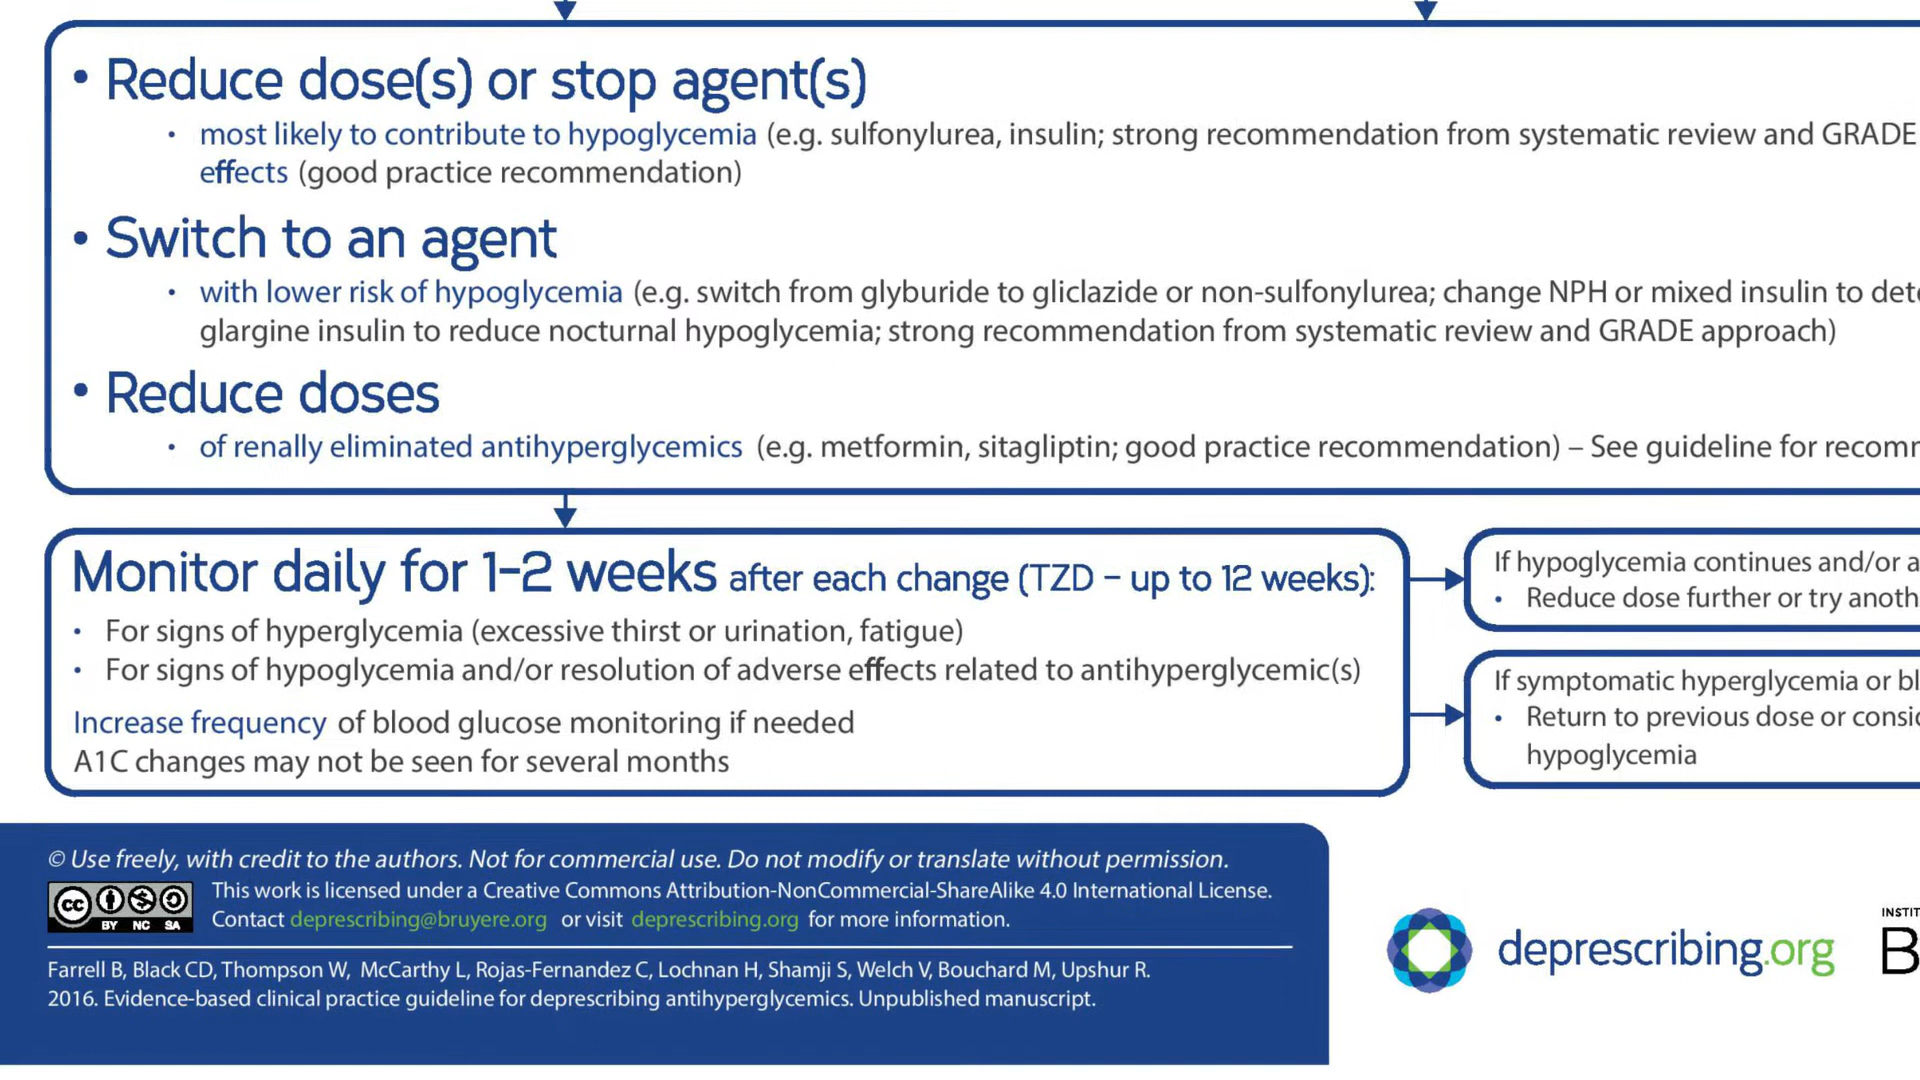 • Reduce dose(s) or stop agent(s)
• most likely to contribute to hypoglycemia (e.g. sulfonylurea, insulin; strong recommendation from systematic review and GRADE
effects (good practice recommendation)
• Switch to an agent
• with lower risk of hypoglycemia (e.g. switch from glyburide to gliclazide or non-sulfonylurea; change NPH or mixed insulin to
glargine insulin to reduce nocturnal hypoglycemia; strong recommendation from systematic review and GRADE approach)
• Reduce doses
• of renally eliminated antihyperglycemics (e.g. metformin, sitagliptin; good practice recommendation) – See guideline for
Monitor daily for 1-2 weeks after each change (TZD – up to 12 weeks):
• For signs of hyperglycemia (excessive thirst or urination, fatigue)
• For signs of hypoglycemia and/or resolution of adverse effects related to antihyperglycemic(s)
Increase frequency of blood glucose monitoring if needed
A1C changes may not be seen for several months
If hypoglycemia continues and/or
• Reduce dose further or try
If symptomatic hyperglycemia or
• Return to previous dose or
hypoglycemia
© Use freely, with credit to the authors. Not for commercial use. Do not modify or translate without permission.
This work is licensed under a Creative Commons Attribution-NonCommercial-ShareAlike 4.0 International License.
Contact deprescribing@bruyere.org or visit deprescribing.org for more information.
cc BY NC SA
Farrell B, Black CD, Thompson W, McCarthy L, Rojas-Fernandez C, Lochnan H, Shamji S, Welch V, Bouchard M, Upshur R.
2016. Evidence-based clinical practice guideline for deprescribing antihyperglycemics. Unpublished manuscript.
deprescribing.org